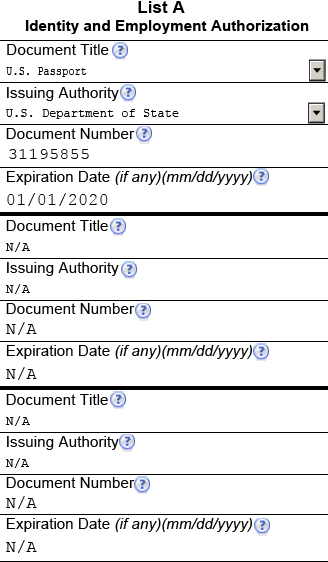 List A
Identity and Employment Authorization
Document Title ?
U.S. Passport
Issuing Authority ?
U.S. Department of State
Document Number ?
31195855
Expiration Date (if any)(mm/dd/yyyy) ?
01/01/2020
Document Title ?
N/A
Issuing Authority ?
N/A
Document Number ?
N/A
Expiration Date (if any)(mm/dd/yyyy) ?
N/A
Document Title ?
N/A
Issuing Authority ?
N/A
Document Number ?
N/A
Expiration Date (if any)(mm/dd/yyyy) ?
N/A